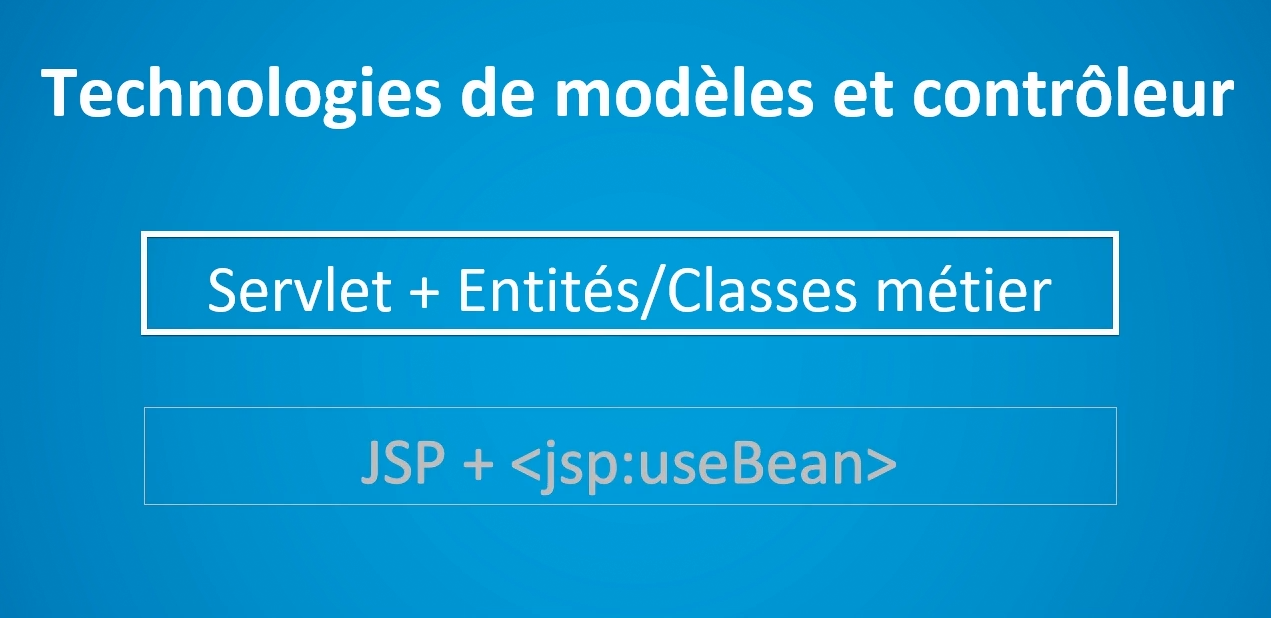 Technologies de modèles et contrôleur
Servlet + Entités/Classes métier
JSP + <jsp:useBean>